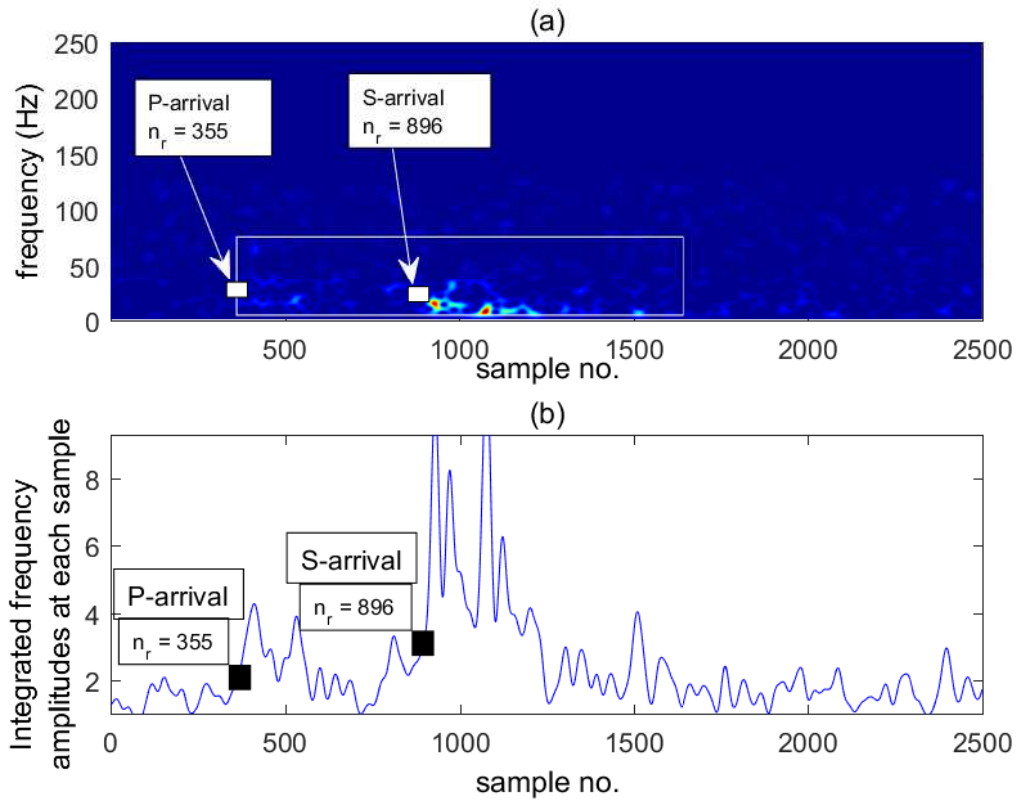 (a)
frequency (Hz)
250
200
150
100
50
0
P-arrival
n_r = 355
S-arrival
n_r = 896
500
1000
1500
2000
2500
sample no.
(b)
Integrated frequency
amplitudes at each sample
8
6
4
2
S-arrival
n_r = 896
P-arrival
n_r = 355
0
500
1000
1500
2000
2500
sample no.